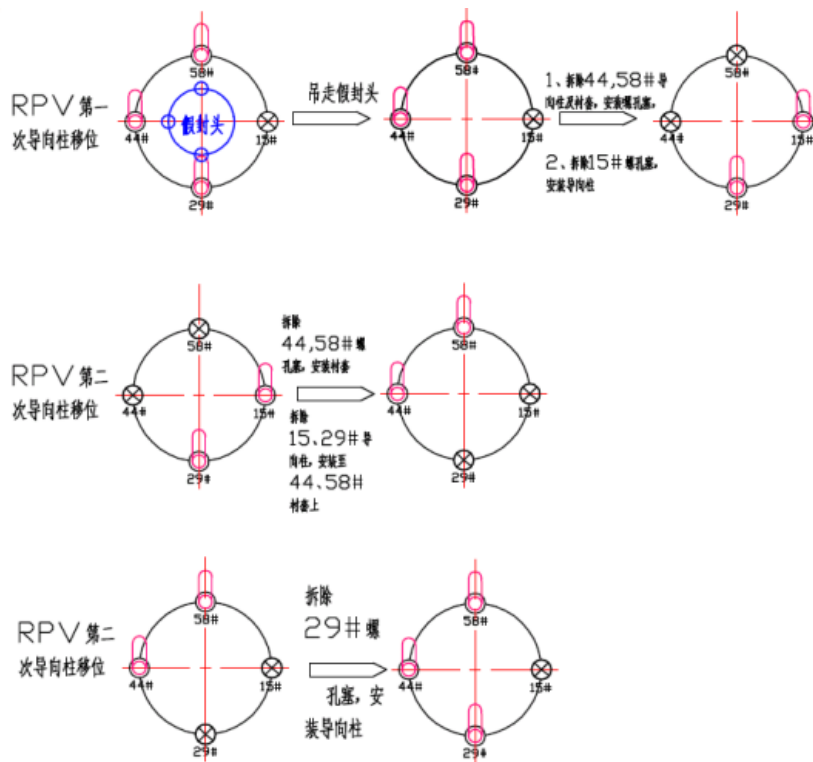 RPV第一
次导向柱移位
58#
44#
假封头
15#
29#
吊走假封头
58#
44#
15#
29#
1、拆除44,58#导
向柱及衬套，安装螺孔塞，
2、拆除15#螺孔塞，
安装导向柱
58#
44#
15#
29#
RPV第二
次导向柱移位
58#
44#
15#
29#
拆除
44,58#螺
孔塞，安装衬套
拆除
15、29#导
向柱，安装至
44、58#
衬套上
58#
44#
15#
29#
RPV第二
次导向柱移位
58#
44#
15#
29#
拆除
29#螺
孔塞，安
装导向柱
58#
44#
15#
29#